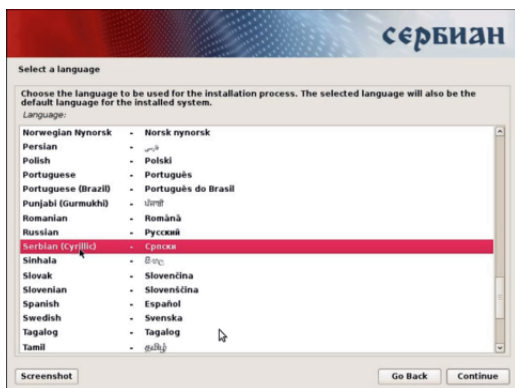 сербиан
Select a language
Choose the language to be used for the installation process. The selected language will also be the
default language for the installed system.
Language:
Norwegian Nynorsk - Norsk nynorsk
Persian - فارسی
Polish - Polski
Portuguese - Português
Portuguese (Brazil) - Português do Brasil
Punjabi (Gurmukhi) - ਪੰਜਾਬੀ
Romanian - Română
Russian - Русский
Serbian (Cyrillic) - Српски
Sinhala - සිංහල
Slovak - Slovenčina
Slovenian - Slovenščina
Spanish - Español
Swedish - Svenska
Tagalog - Tagalog
Tamil - தமிழ்
Screenshot Go Back Continue